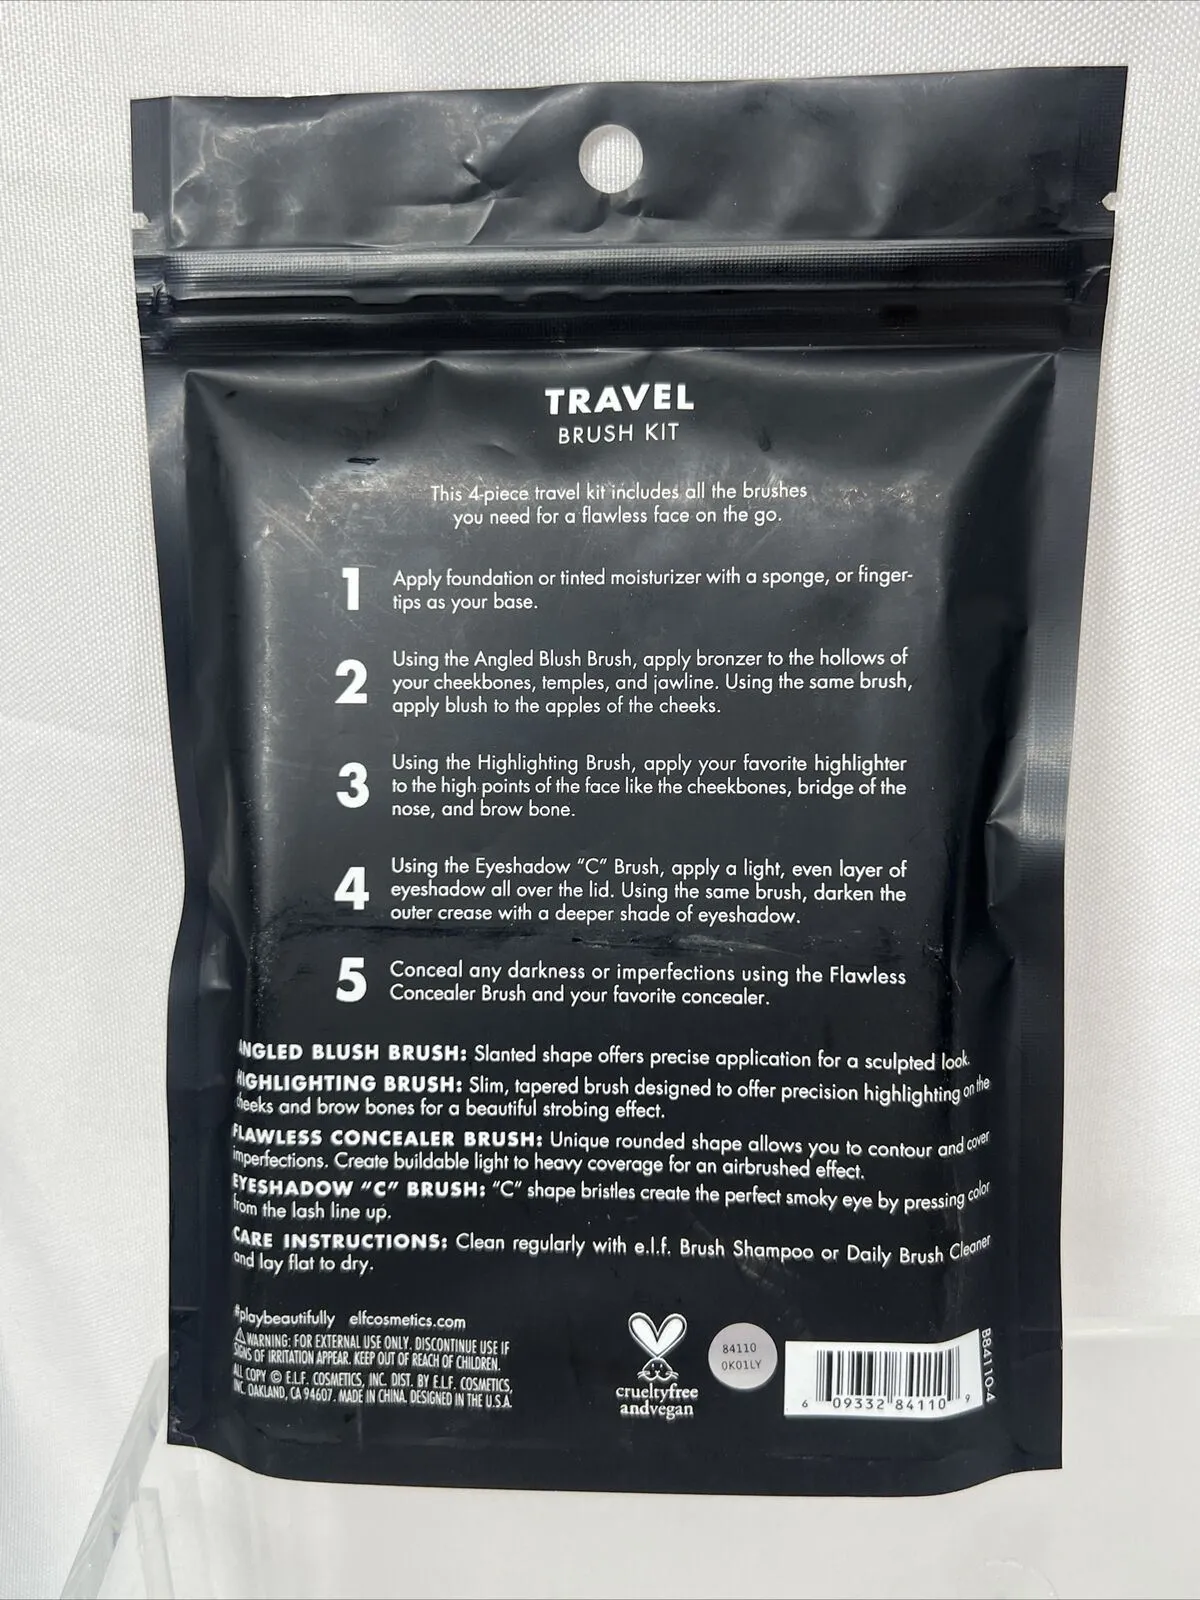 TRAVEL
BRUSH KIT
This 4-piece travel kit includes all the brushes
you need for a flawless face on the go.
1 Apply foundation or tinted moisturizer with a sponge, or finger-
tips as your base.
2 Using the Angled Blush Brush, apply bronzer to the hollows of
your cheekbones, temples, and jawline. Using the same brush,
apply blush to the apples of the cheeks.
3 Using the Highlighting Brush, apply your favorite highlighter
to the high points of the face like the cheekbones, bridge of the
nose, and brow bone.
4 Using the Eyeshadow “C” Brush, apply a light, even layer of
eyeshadow all over the lid. Using the same brush, darken the
outer crease with a deeper shade of eyeshadow.
5 Conceal any darkness or imperfections using the Flawless
Concealer Brush and your favorite concealer.
ANGLED BLUSH BRUSH: Slanted shape offers precise application for a sculpted look.
HIGHLIGHTING BRUSH: Slim, tapered brush designed to offer precision highlighting on the
cheeks and brow bones for a beautiful strobing effect.
FLAWLESS CONCEALER BRUSH: Unique rounded shape allows you to contour and cover
imperfections. Create buildable light to heavy coverage for an airbrushed effect.
EYESHADOW “C” BRUSH: “C” shape bristles create the perfect smoky eye by pressing color
from the lash line up.
CARE INSTRUCTIONS: Clean regularly with e.l.f. Brush Shampoo or Daily Brush Cleaner
and lay flat to dry.
#playbeautifully elfcosmetics.com
WARNING: FOR EXTERNAL USE ONLY. DISCONTINUE USE IF
SIGNS OF IRRITATION APPEAR. KEEP OUT OF REACH OF CHILDREN.
ALL COPY © E.L.F. COSMETICS, INC. DIST. BY E.L.F. COSMETICS,
INC. OAKLAND, CA 94607. MADE IN CHINA. DESIGNED IN THE U.S.A.
crueltyfree
andvegan
84110
0K01LY
6 09332 84110 9
B84110-4